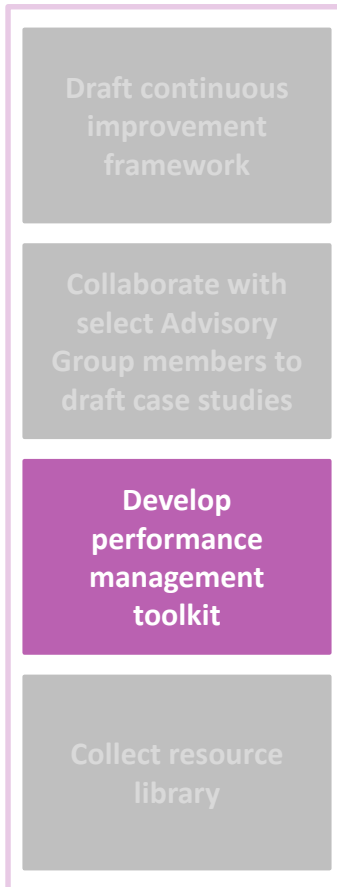 Draft continuous
improvement
framework
Collaborate with
select Advisory
Group members to
draft case studies
Develop
performance
management
toolkit
Collect resource
library